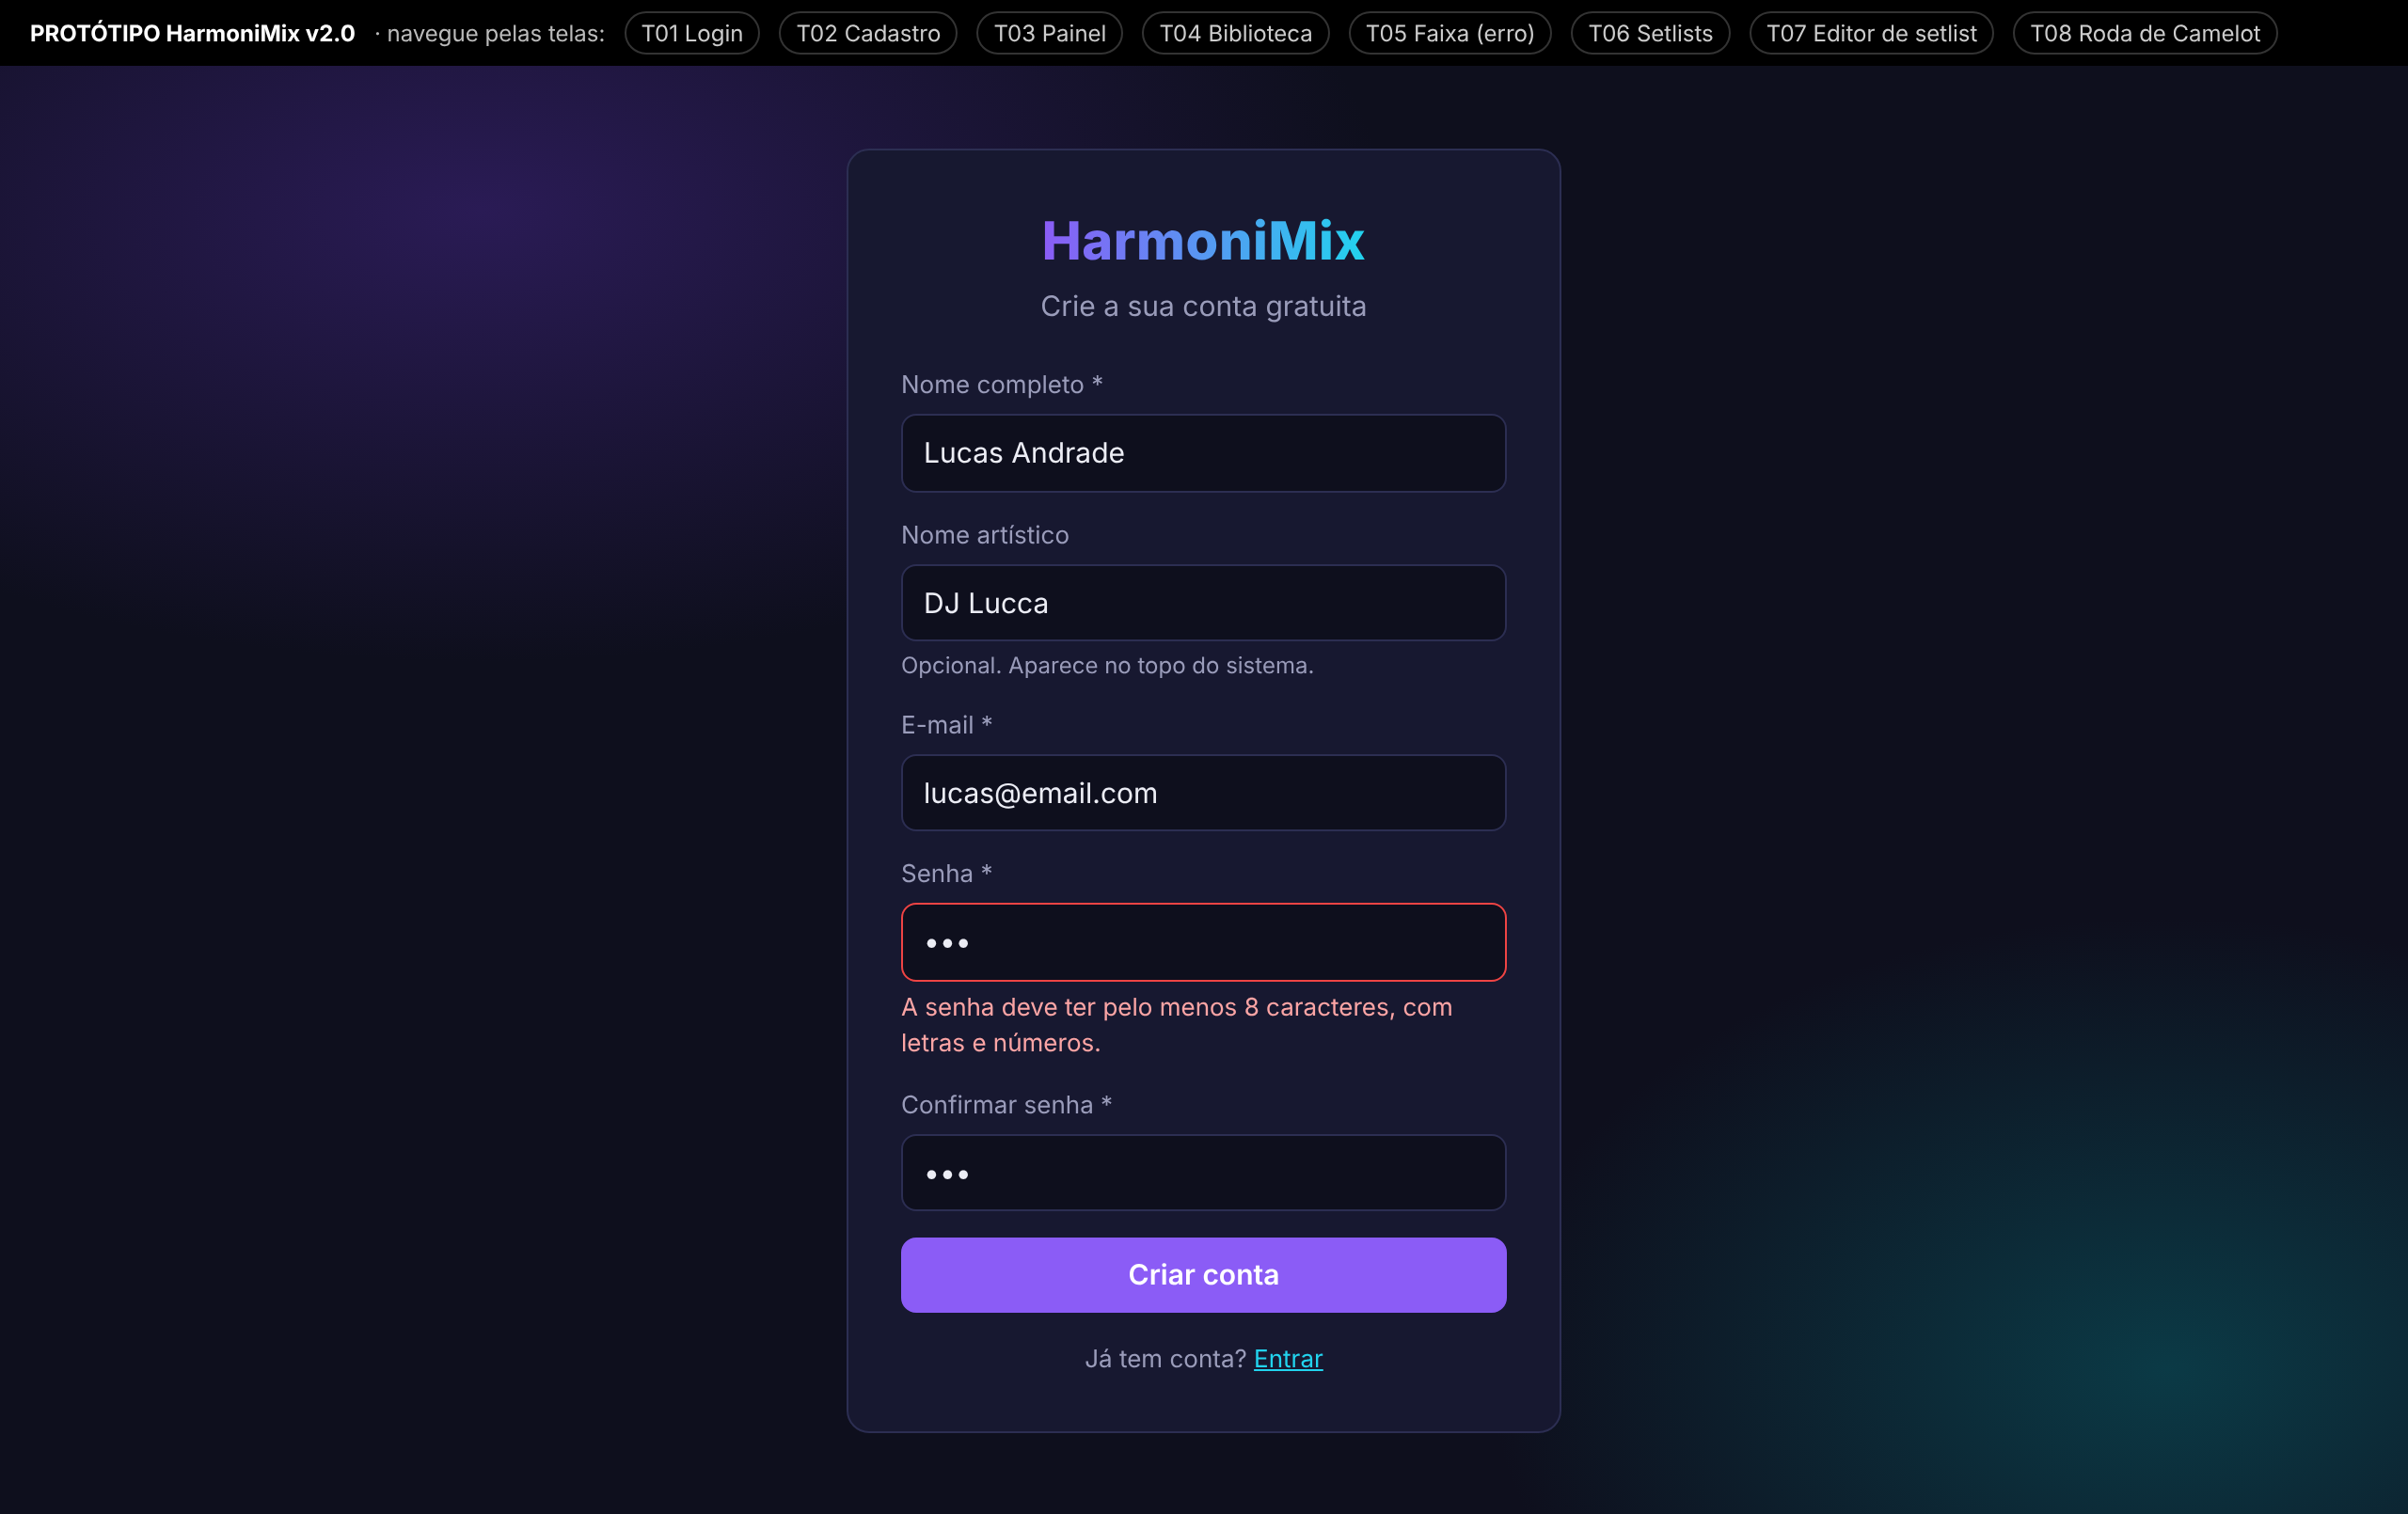 PROTÓTIPO HarmoniMix v2.0 · navegue pelas telas: T01 Login T02 Cadastro T03 Painel T04 Biblioteca T05 Faixa (erro) T06 Setlists T07 Editor de setlist T08 Roda de Camelot
HarmoniMix
Crie a sua conta gratuita
Nome completo *
Lucas Andrade
Nome artístico
DJ Lucca
Opcional. Aparece no topo do sistema.
E-mail *
lucas@email.com
Senha *
•••
A senha deve ter pelo menos 8 caracteres, com
letras e números.
Confirmar senha *
•••
Criar conta
Já tem conta? Entrar